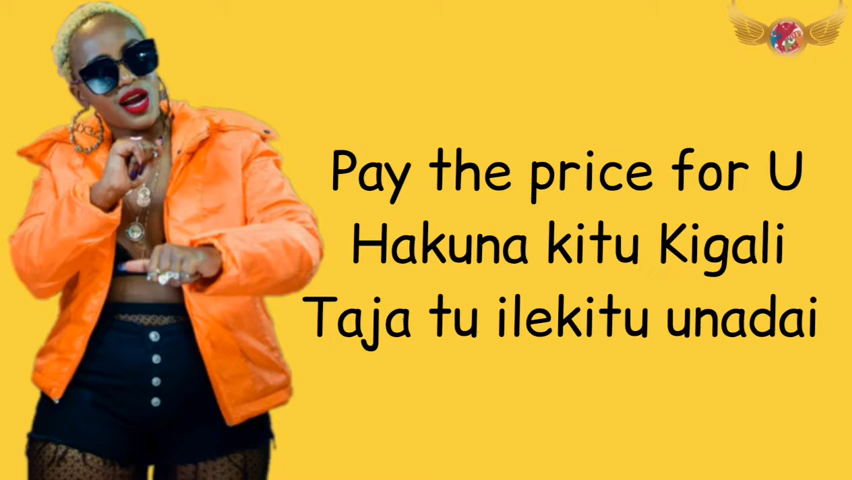 Pay the price for U
Hakuna kitu Kigali
Taja tu ilekitu unadai